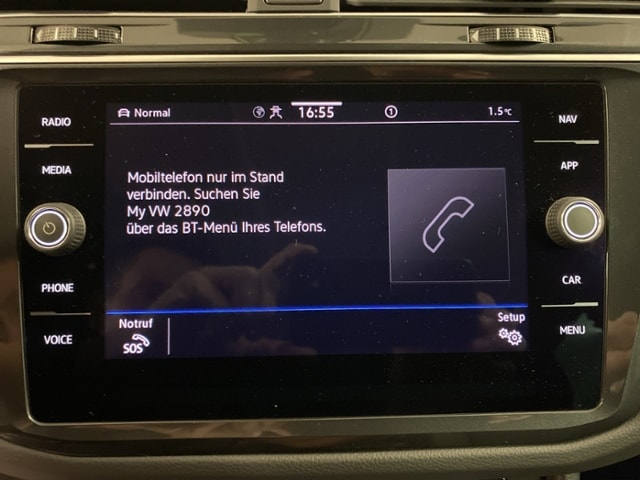 RADIO
MEDIA
PHONE
VOICE
Normal
16:55
1
1.5°C
Mobiltelefon nur im Stand
verbinden. Suchen Sie
My VW 2890
über das BT-Menü Ihres Telefons.
Notruf
SOS
Setup
NAV
APP
CAR
MENU